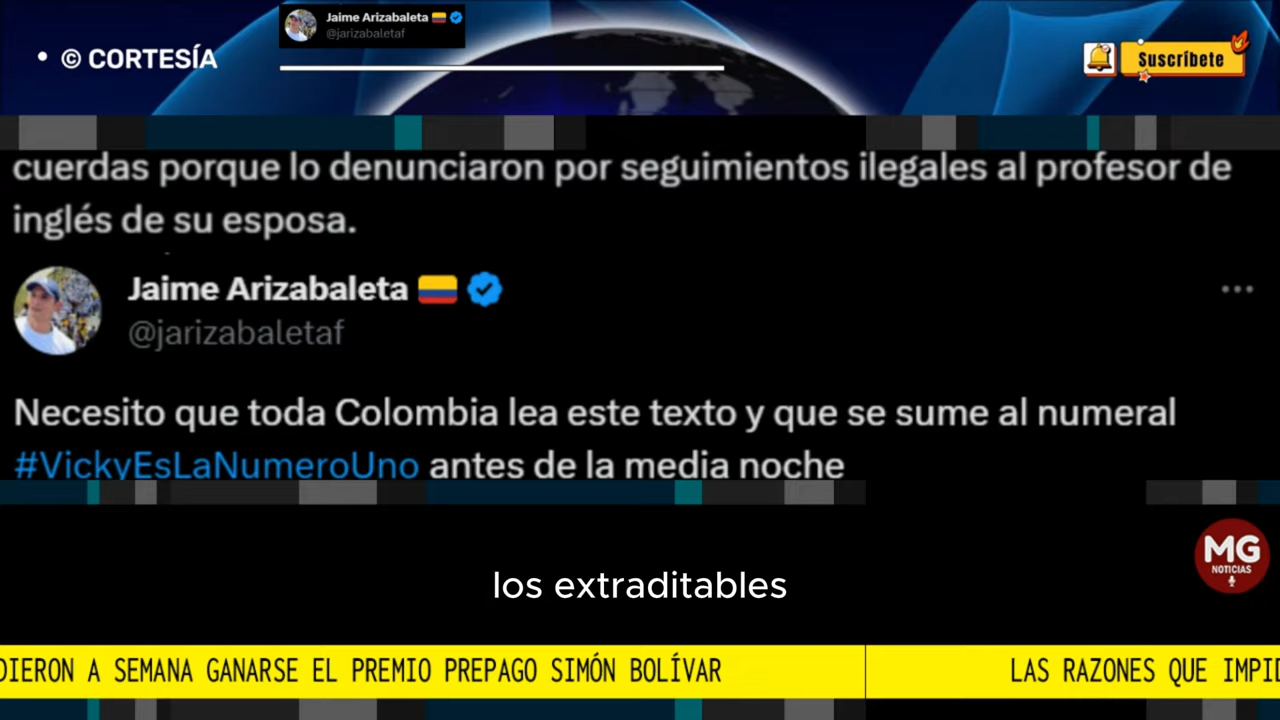 Jaime Arizabaleta
@jarizabaletaf
• © CORTESÍA
Suscríbete
cuerdas porque lo denunciaron por seguimientos ilegales al profesor de
inglés de su esposa.
Jaime Arizabaleta
@jarizabaletaf
Necesito que toda Colombia lea este texto y que se sume al numeral
#VickyEsLaNumeroUno antes de la media noche
MG
NOTICIAS
los extraditables
DIERON A SEMANA GANARSE EL PREMIO PREPAGO SIMÓN BOLÍVAR
LAS RAZONES QUE IMPID